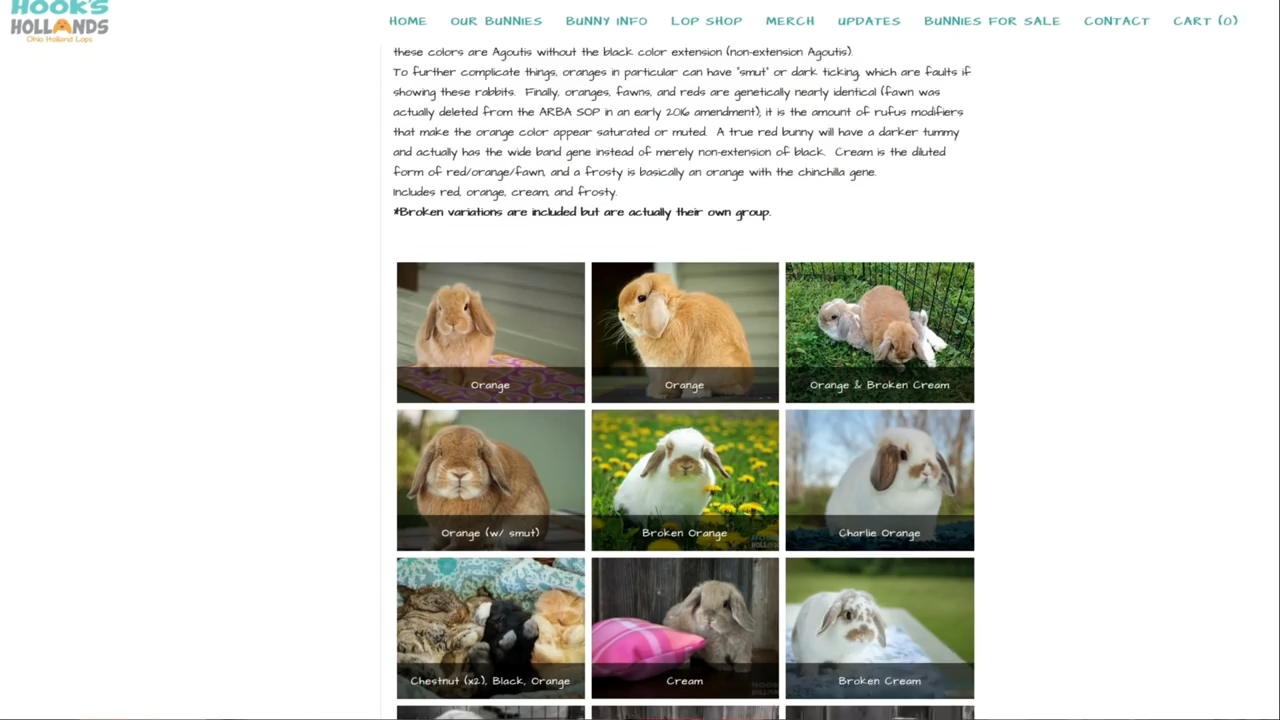 HOOK'S
HOLLANDS
Ohio Holland Lops
HOME OUR BUNNIES BUNNY INFO LOP SHOP MERCH UPDATES BUNNIES FOR SALE CONTACT CART (0)
these colors are Agoutis without the black color extension (non-extension Agoutis).
To further complicate things, oranges in particular can have "smut" or dark ticking, which are faults if
showing these rabbits. Finally, oranges, fawns, and reds are genetically nearly identical (fawn was
actually deleted from the ARBA SOP in an early 2016 amendment); it is the amount of rufus modifiers
that make the orange color appear saturated or muted. A true red bunny will have a darker tummy
and actually has the wide band gene instead of merely non-extension of black. Cream is the diluted
form of red/orange/fawn, and a frosty is basically an orange with the chinchilla gene.
Includes red, orange, cream, and frosty.
*Broken variations are included but are actually their own group.
Orange
Orange
Orange & Broken Cream
Orange (w/ smut)
Broken Orange
Charlie Orange
Chestnut (x2), Black, Orange
Cream
Broken Cream